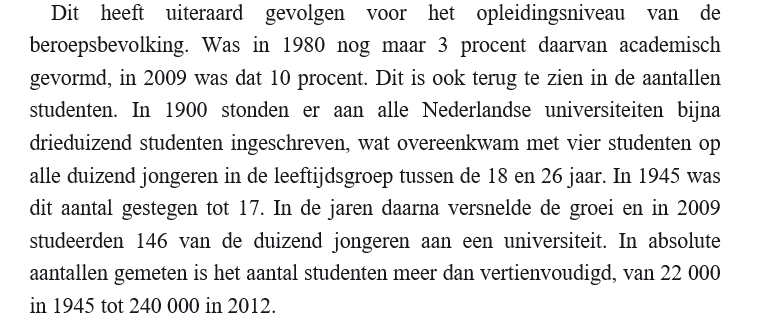 Dit heeft uiteraard gevolgen voor het opleidingsniveau van de
beroepsbevolking. Was in 1980 nog maar 3 procent daarvan academisch
gevormd, in 2009 was dat 10 procent. Dit is ook terug te zien in de aantallen
studenten. In 1900 stonden er aan alle Nederlandse universiteiten bijna
drieduizend studenten ingeschreven, wat overeenkwam met vier studenten op
alle duizend jongeren in de leeftijdsgroep tussen de 18 en 26 jaar. In 1945 was
dit aantal gestegen tot 17. In de jaren daarna versnelde de groei en in 2009
studeerden 146 van de duizend jongeren aan een universiteit. In absolute
aantallen gemeten is het aantal studenten meer dan vertienvoudigd, van 22 000
in 1945 tot 240 000 in 2012.